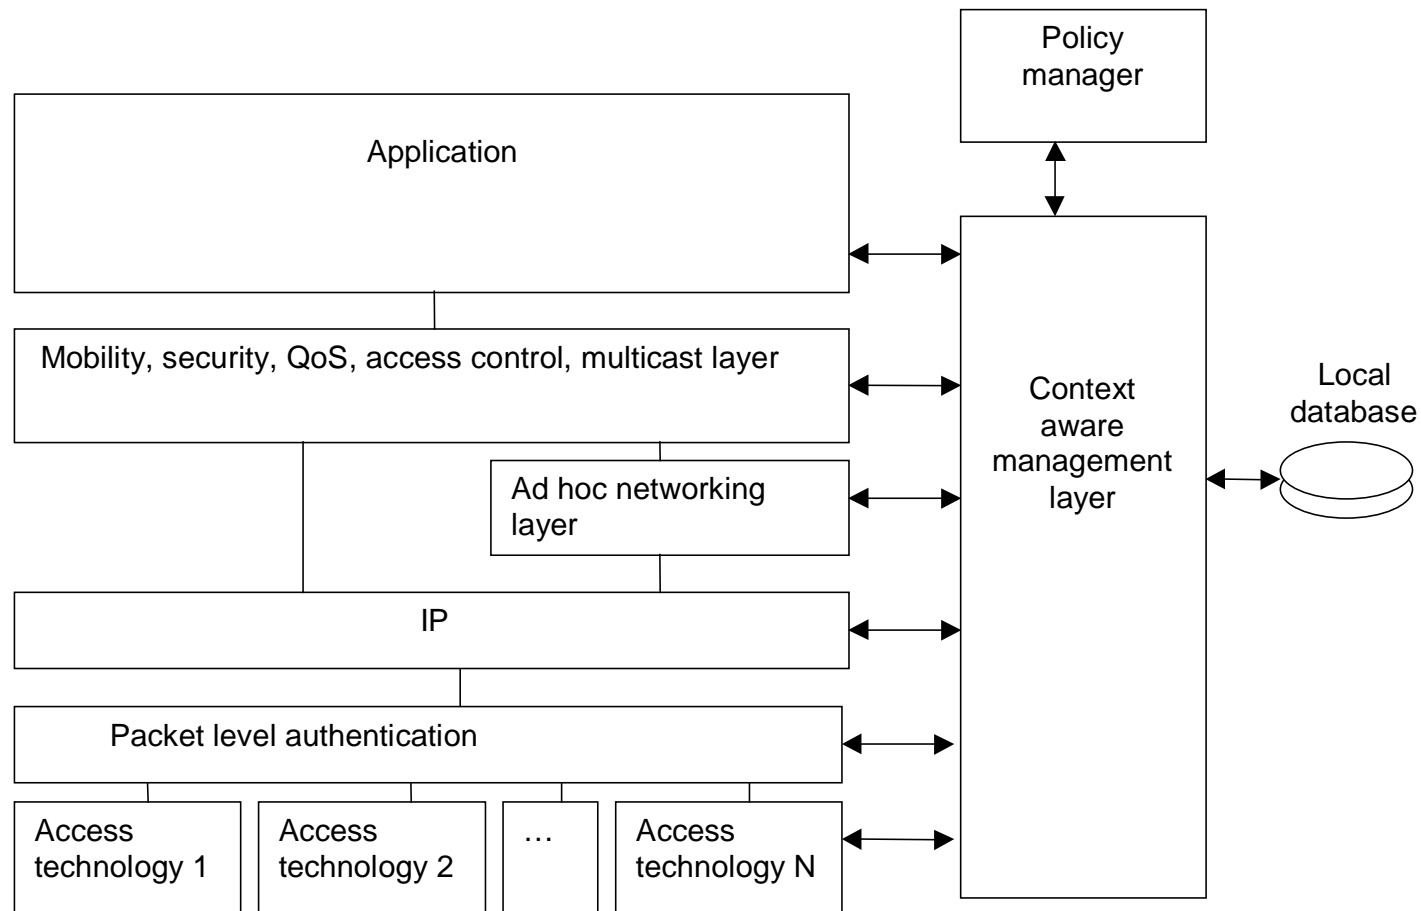 Policy
manager
Application
Mobility, security, QoS, access control, multicast layer
Context
aware
management
layer
Local
database
Ad hoc networking
layer
IP
Packet level authentication
Access
technology 1
Access
technology 2
…
Access
technology N